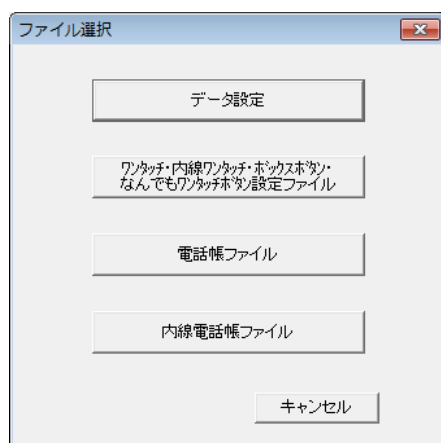 ファイル選択
データ設定
ワンタッチ・内線ワンタッチ・ボックスボタン・
なんでもワンタッチボタン設定ファイル
電話帳ファイル
内線電話帳ファイル
キャンセル